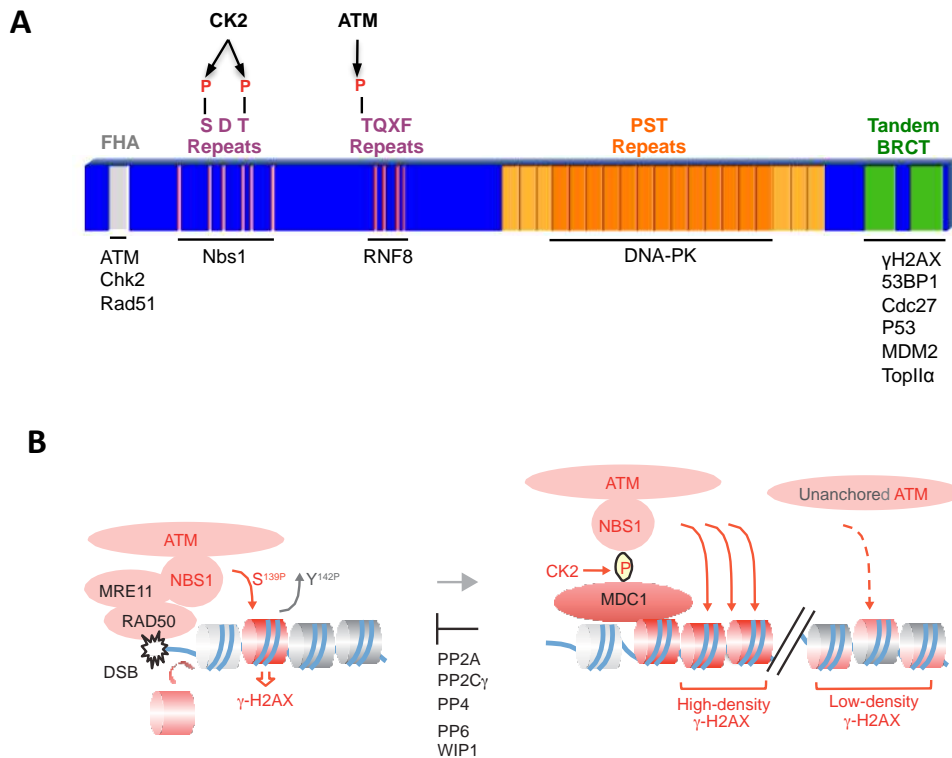 A
CK2
ATM
P
P
P
S D T
Repeats
TQXF
Repeats
PST
Repeats
Tandem
BRCT
FHA
ATM
Chk2
Rad51
Nbs1
RNF8
DNA-PK
γH2AX
53BP1
Cdc27
P53
MDM2
TopIIα
B
ATM
NBS1
MRE11
RAD50
DSB
S139P
Y142P
γ-H2AX
PP2A
PP2Cγ
PP4
PP6
WIP1
ATM
NBS1
CK2
P
MDC1
Unanchored ATM
High-density
γ-H2AX
Low-density
γ-H2AX